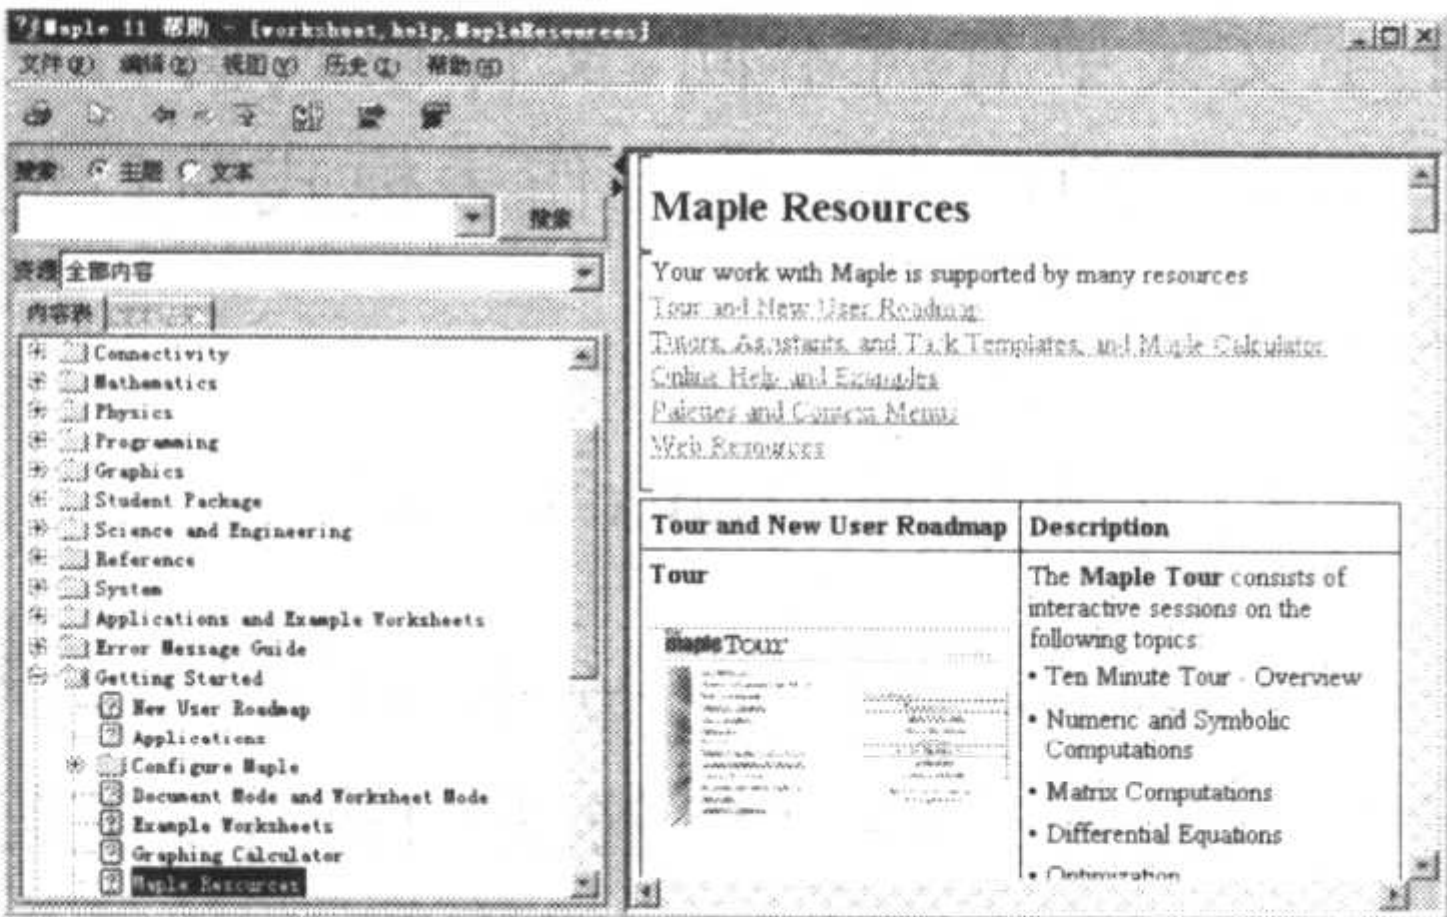 Maple 11 帮助 - [worksheet,help,MapleResources]
文件(F) 编辑(E) 视图(V) 历史(I) 帮助(H)
搜索: 主题 文本
搜索
资源 全部内容
内容表
Connectivity
Mathematics
Physics
Programming
Graphics
Student Package
Science and Engineering
Reference
System
Applications and Example Worksheets
Error Message Guide
Getting Started
New User Roadmap
Applications
Configure Maple
Document Mode and Worksheet Mode
Example Worksheets
Graphing Calculator
Maple Resources
Maple Resources
Your work with Maple is supported by many resources
Tour and New User Roadmap
Tutors, Assistants, and Task Templates, and Maple Calculator
Online Help and Examples
Palettes and Context Menus
Web Resources
Tour and New User Roadmap
Description
Tour
maple Tour
The Maple Tour consists of
interactive sessions on the
following topics
• Ten Minute Tour - Overview
• Numeric and Symbolic
Computations
• Matrix Computations
• Differential Equations
• Optimization